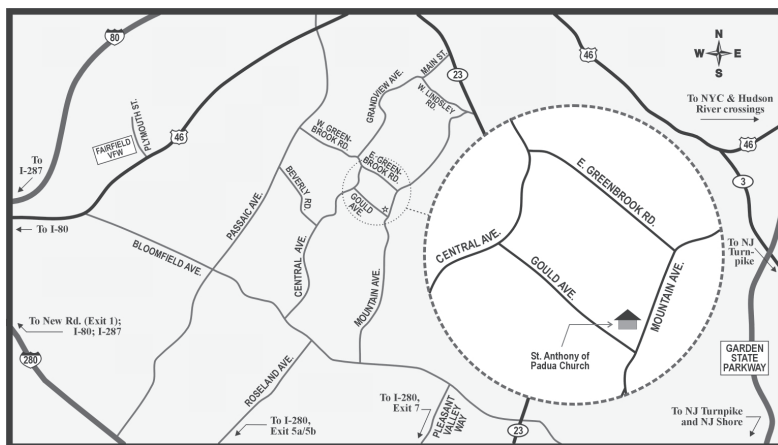 80
PLYMOUTH ST.
FAIRFIELD
VFW
46
To
I-287
To I-80
MAIN ST.
23
GRANDVIEW AVE.
W. LINDSLEY
RD.
W. GREEN-
BROOK RD.
E. GREEN-
BROOK RD.
BEVERLY RD.
GOULD
AVE.
PASSAIC AVE.
CENTRAL AVE.
BLOOMFIELD AVE.
MOUNTAIN AVE.
To New Rd. (Exit 1);
I-80; I-287
280
ROSELAND AVE.
To I-280,
Exit 5a/5b
To I-280,
Exit 7
PLEASANT
VALLEY
WAY
23
46
N
W E
S
To NYC & Hudson
River crossings
46
3
E. GREENBROOK RD.
CENTRAL AVE.
GOULD AVE.
MOUNTAIN AVE.
St. Anthony of
Padua Church
To NJ
Turn-
pike
GARDEN
STATE
PARKWAY
To NJ Turnpike
and NJ Shore